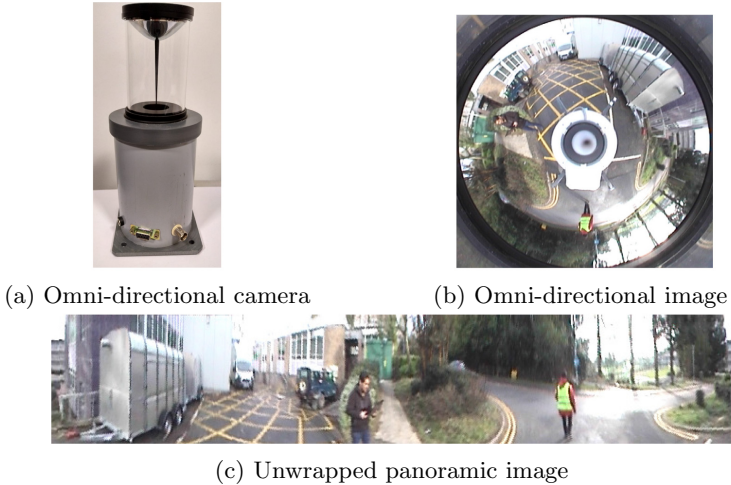 (a) Omni-directional camera
(b) Omni-directional image
(c) Unwrapped panoramic image